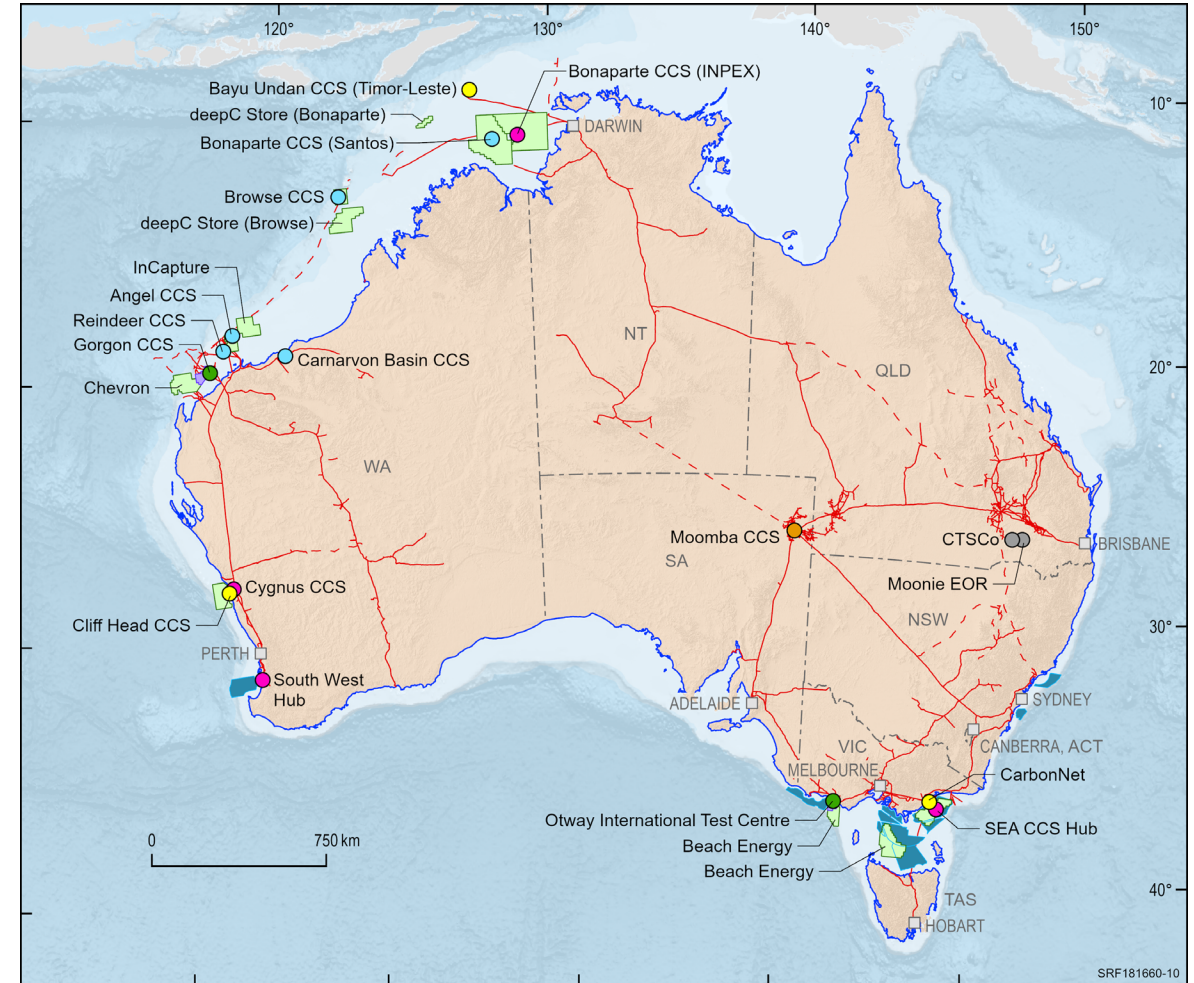 120°
130°
140°
150°
Bonaparte CCS (INPEX)
Bayu Undan CCS (Timor-Leste)
10°
deepC Store (Bonaparte)
DARWIN
Bonaparte CCS (Santos)
Browse CCS
deepC Store (Browse)
InCapture
Angel CCS
Reindeer CCS
NT
Gorgon CCS
Carnarvon Basin CCS
20°
QLD
Chevron
WA
Moomba CCS
CTSCo
BRISBANE
SA
Moonie EOR
Cygnus CCS
NSW
Cliff Head CCS
30°
PERTH
South West
Hub
ADELAIDE
SYDNEY
VIC
CANBERRA, ACT
MELBOURNE
CarbonNet
Otway International Test Centre
SEA CCS Hub
0
750 km
Beach Energy
Beach Energy
40°
TAS
HOBART
SRF181660-10